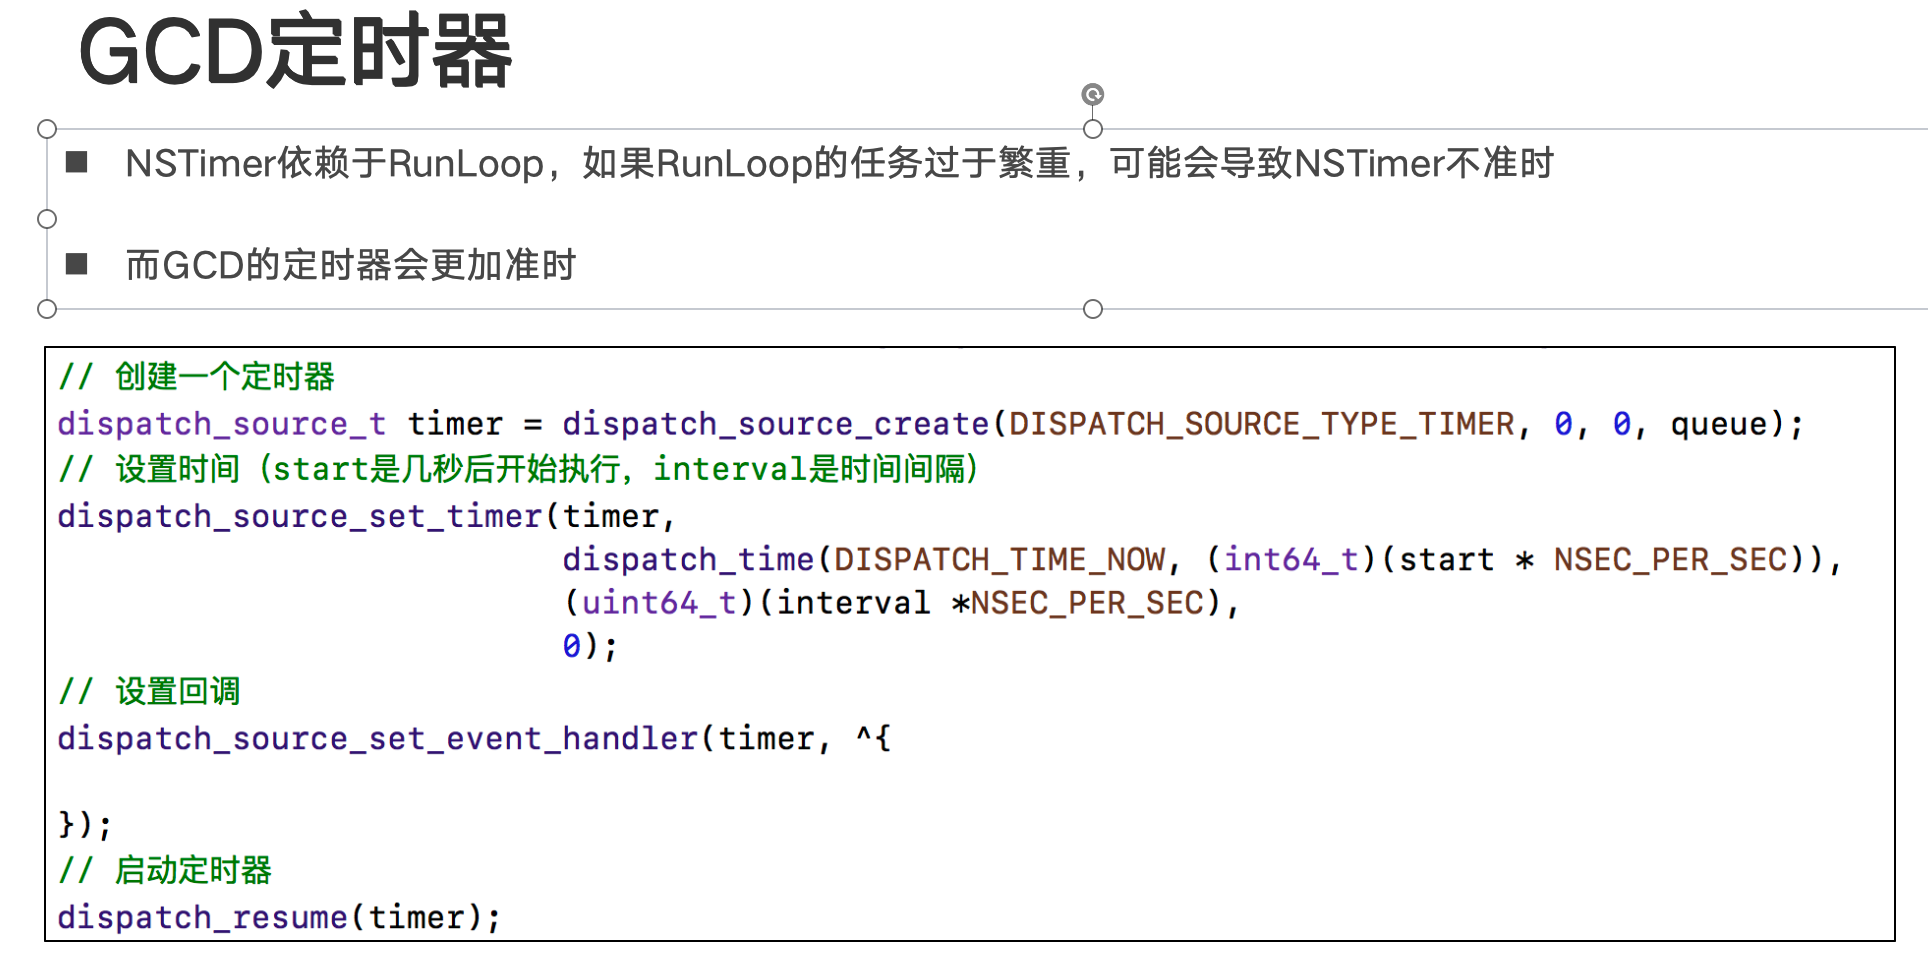 GCD定时器
NSTimer依赖于RunLoop，如果RunLoop的任务过于繁重，可能会导致NSTimer不准时
而GCD的定时器会更加准时
// 创建一个定时器
dispatch_source_t timer = dispatch_source_create(DISPATCH_SOURCE_TYPE_TIMER, 0, 0, queue);
// 设置时间（start是几秒后开始执行，interval是时间间隔）
dispatch_source_set_timer(timer,
dispatch_time(DISPATCH_TIME_NOW, (int64_t)(start * NSEC_PER_SEC)),
(uint64_t)(interval *NSEC_PER_SEC),
0);
// 设置回调
dispatch_source_set_event_handler(timer, ^{
});
// 启动定时器
dispatch_resume(timer);